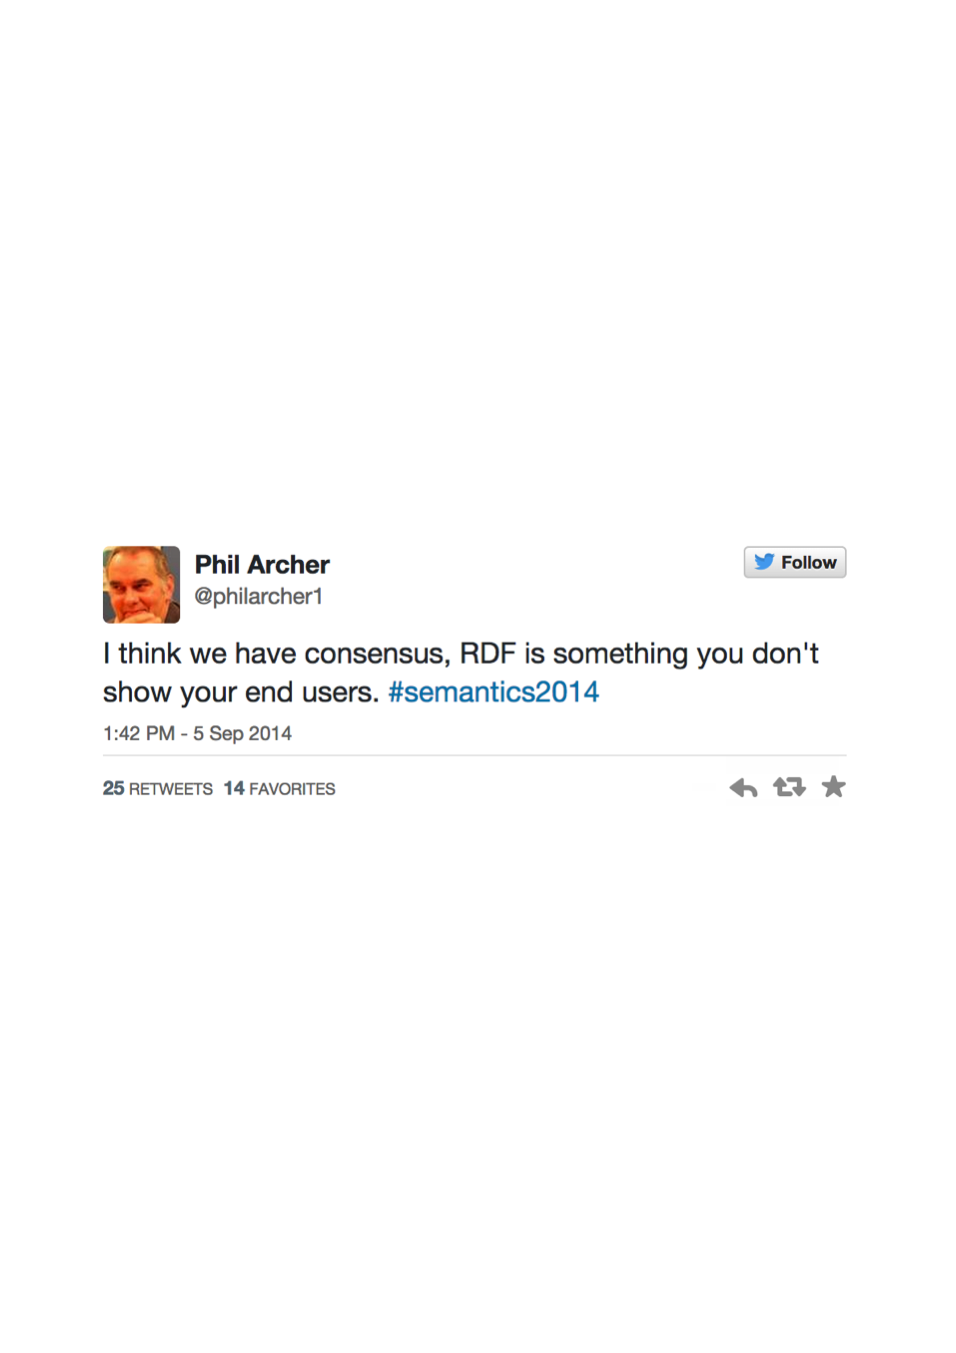 Phil Archer
@philarcher1
Follow
I think we have consensus, RDF is something you don't
show your end users. #semantics2014
1:42 PM - 5 Sep 2014
25 RETWEETS 14 FAVORITES